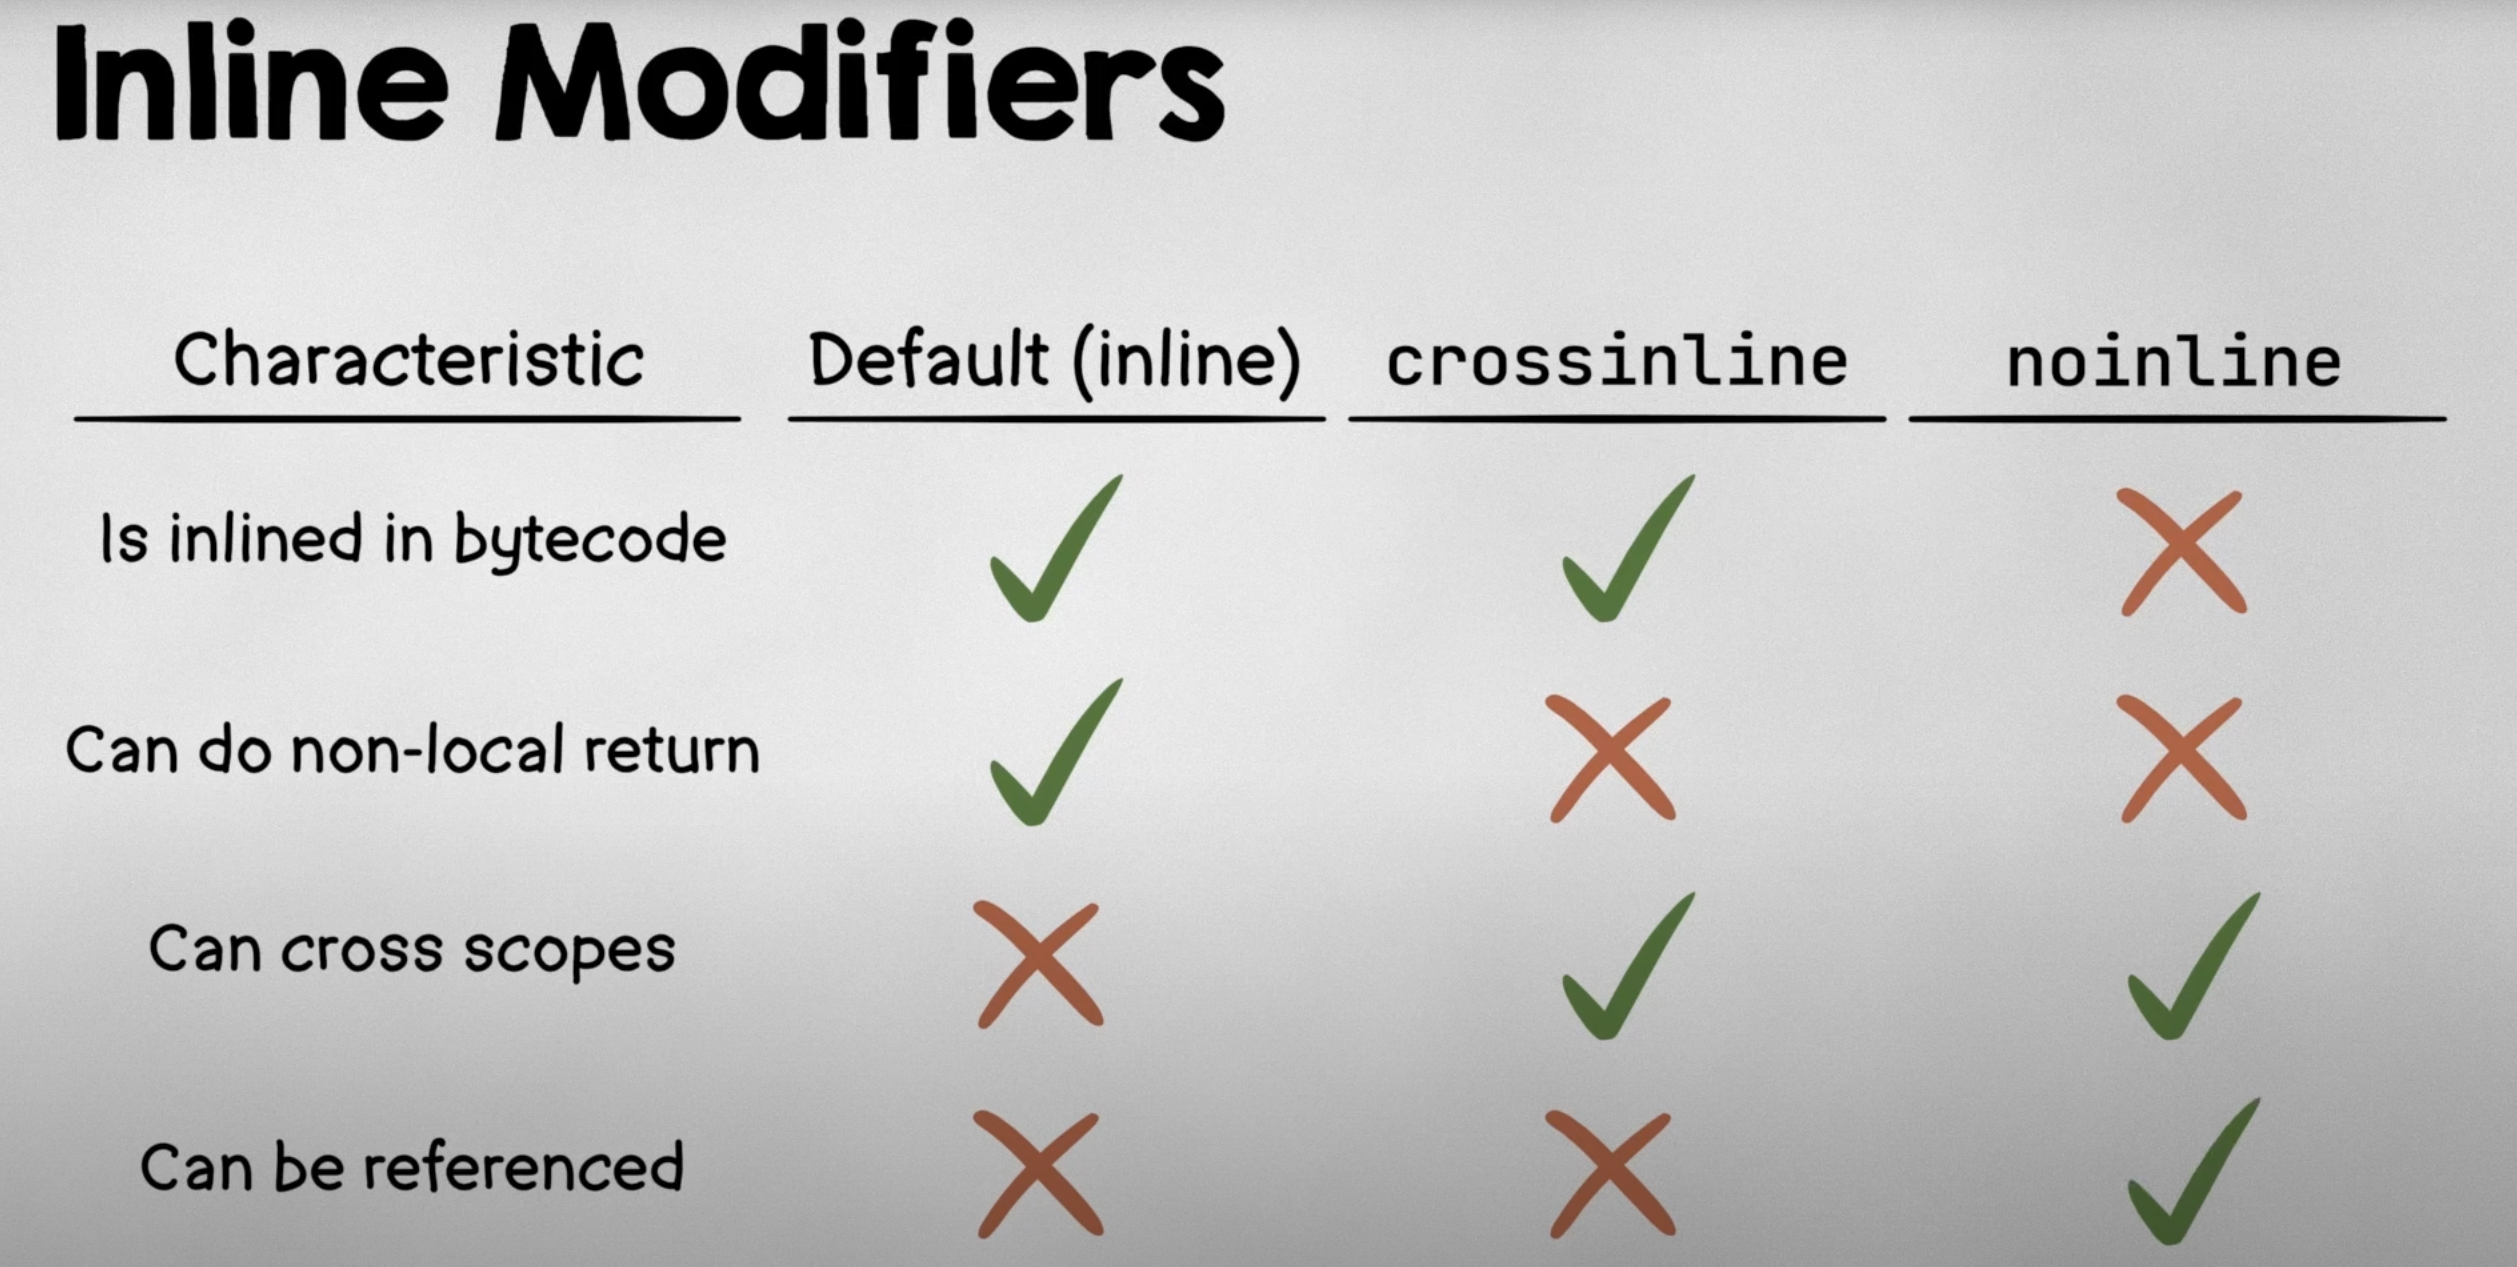 Inline Modifiers
Characteristic Default (inline) crossinline noinline
Is inlined in bytecode
Can do non-local return
Can cross scopes
Can be referenced